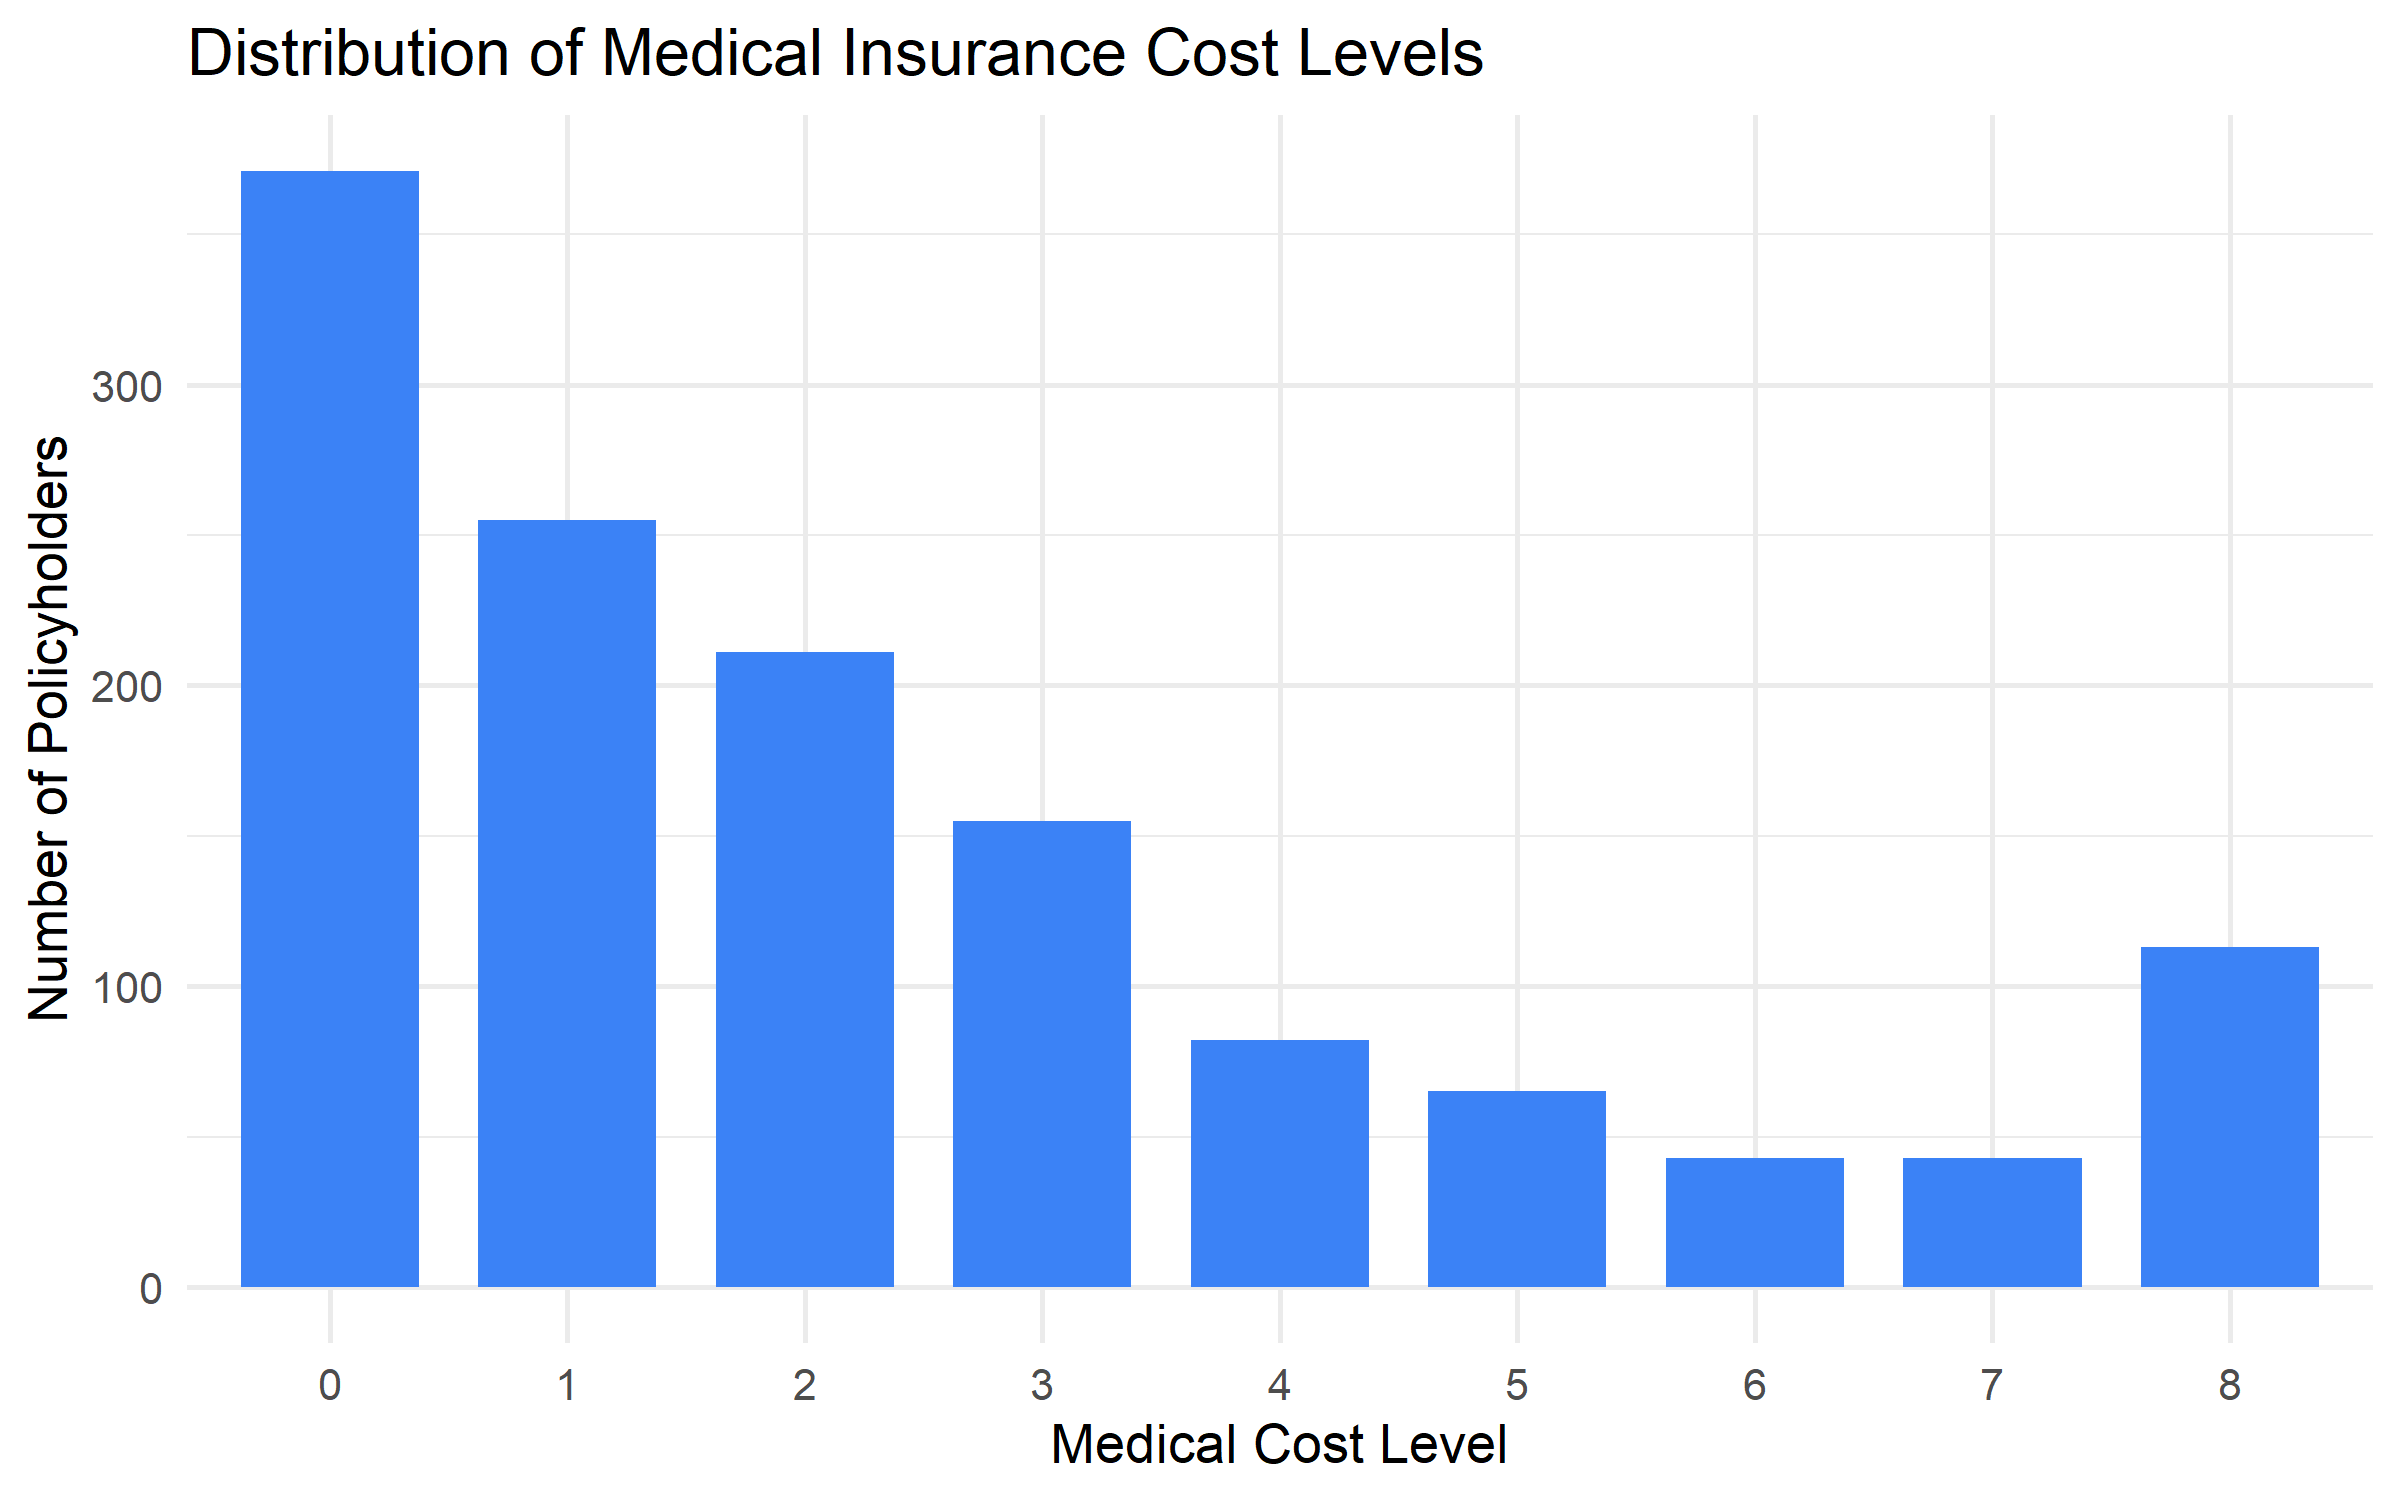 Distribution of Medical Insurance Cost Levels
Number of Policyholders
300
200
100
0
0 1 2 3 4 5 6 7 8
Medical Cost Level